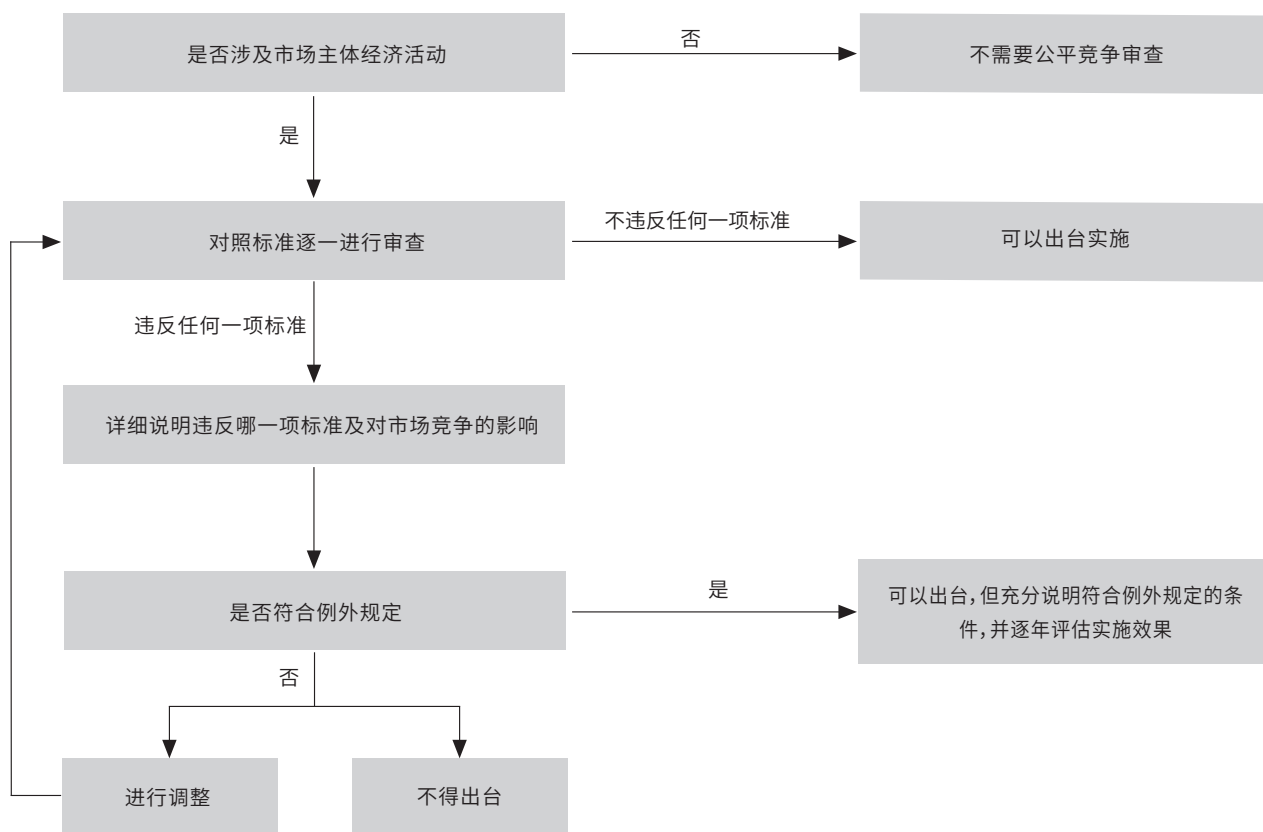 是否涉及市场主体经济活动
否
不需要公平竞争审查
是
对照标准逐一进行审查
不违反任何一项标准
可以出台实施
违反任何一项标准
详细说明违反哪一项标准及对市场竞争的影响
是否符合例外规定
是
可以出台,但充分说明符合例外规定的条
件,并逐年评估实施效果
否
进行调整
不得出台